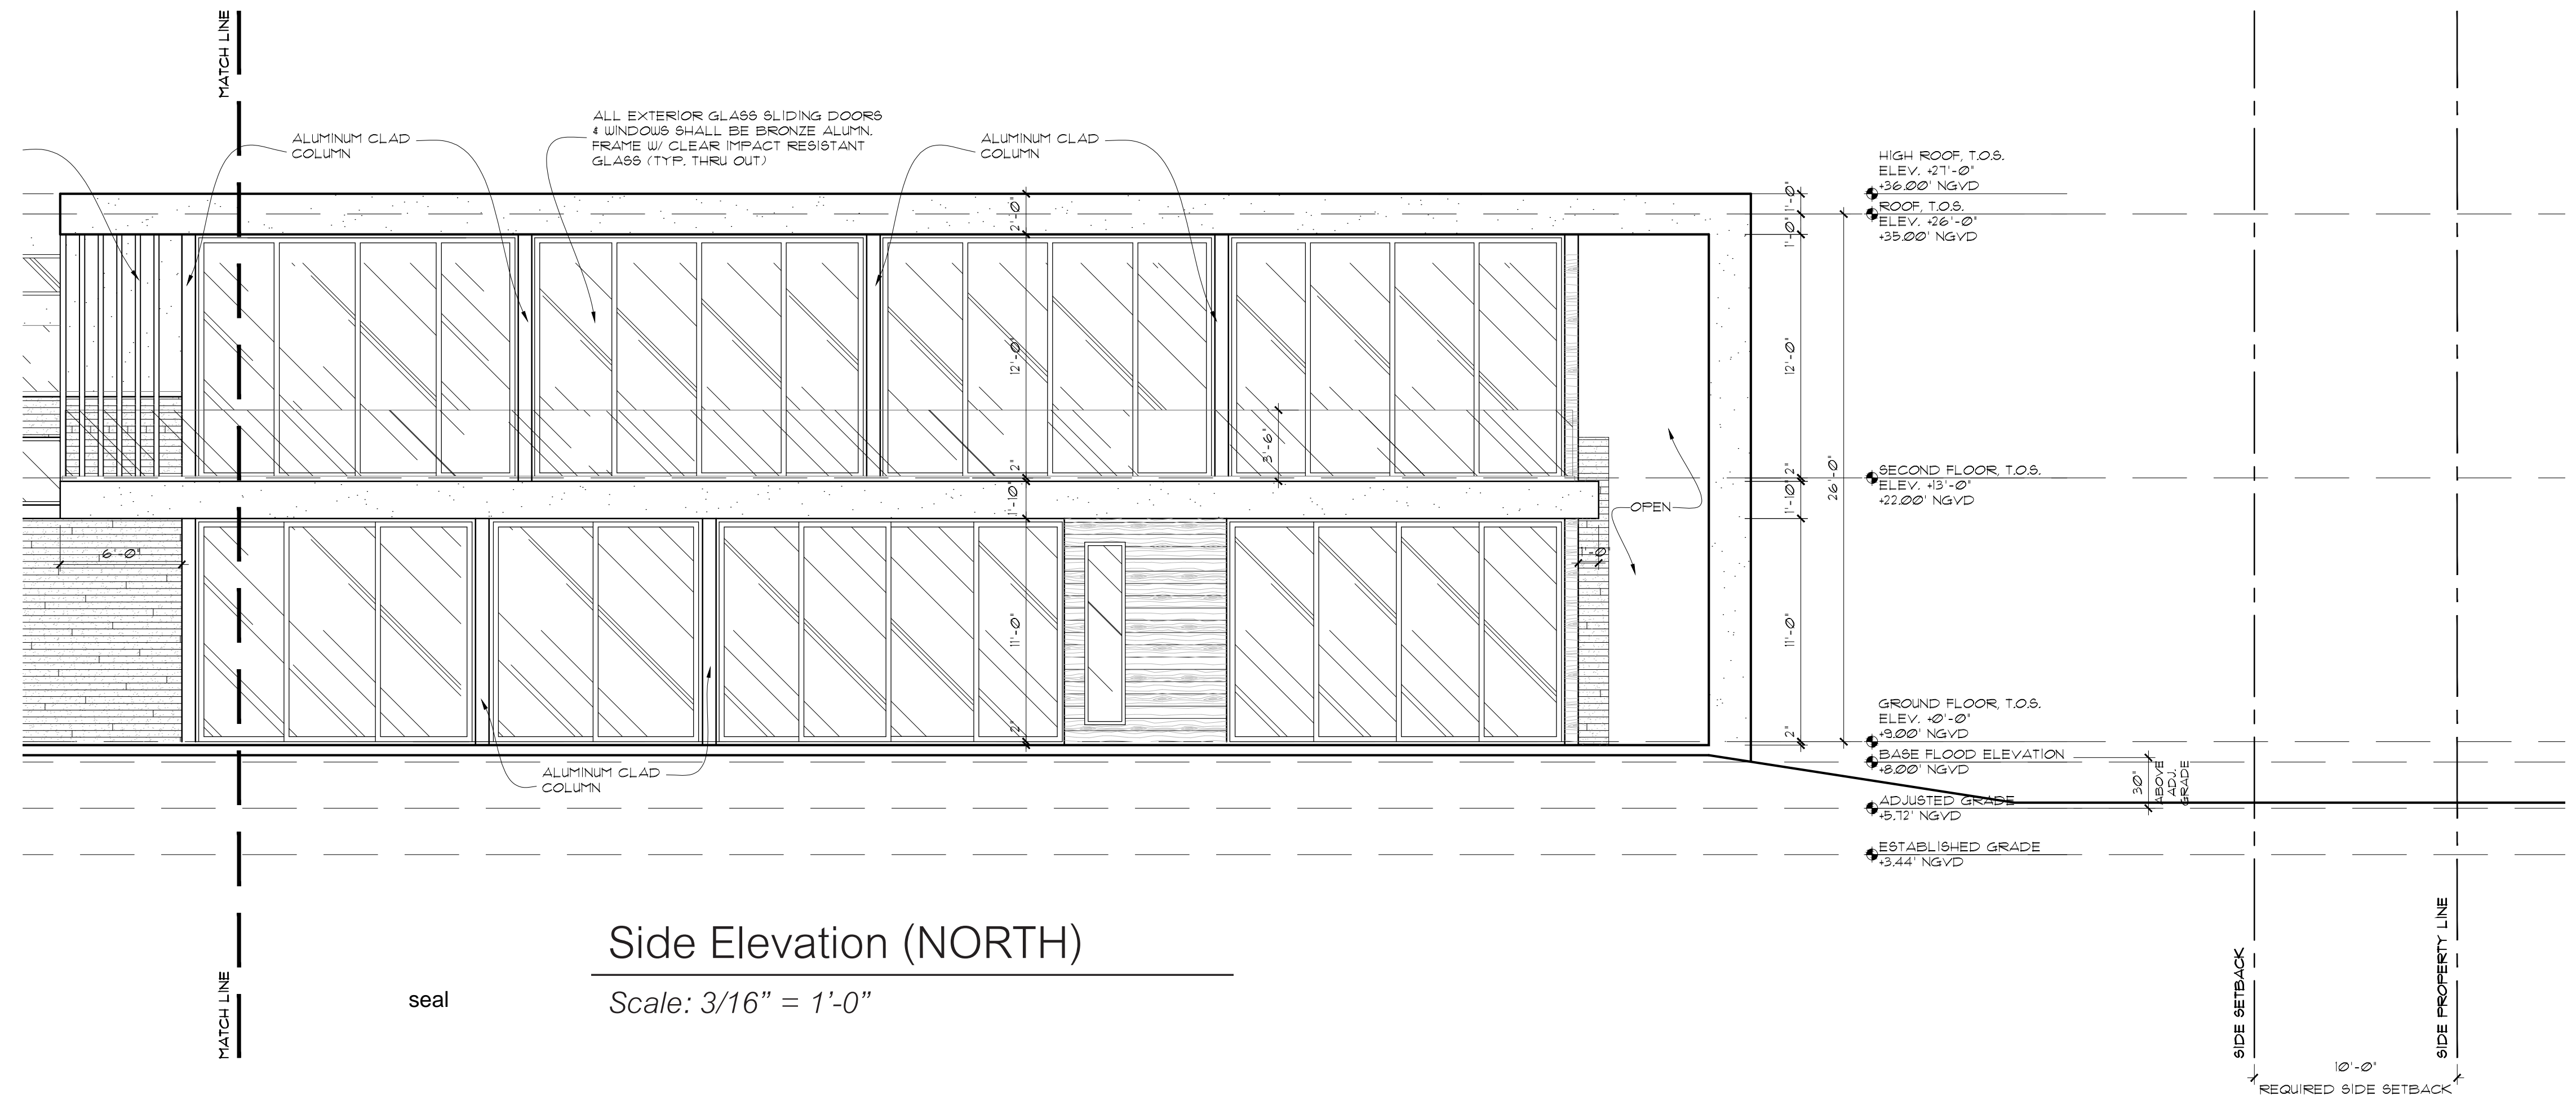 MATCH LINE
ALUMINUM CLAD
COLUMN
ALL EXTERIOR GLASS SLIDING DOORS
& WINDOWS SHALL BE BRONZE ALUMN.
FRAME W/ CLEAR IMPACT RESISTANT
GLASS (TYP. THRU OUT)
ALUMINUM CLAD
COLUMN
HIGH ROOF, T.O.S.
ELEV. +27'-0"
+36.00' NGVD
ROOF, T.O.S.
ELEV. +26'-0"
+35.00' NGVD
2'-0"
1'-0"
1'-0"
12'-0"
12'-0"
3'-6"
2"
2"
1'-10"
1'-10"
26'-0"
SECOND FLOOR, T.O.S.
ELEV. +13'-0"
+22.00' NGVD
OPEN
6'-0"
1'-0"
11'-0"
11'-0"
2"
2"
GROUND FLOOR, T.O.S.
ELEV. +0'-0"
+9.00' NGVD
BASE FLOOD ELEVATION
+8.00' NGVD
30"
ABOVE
ADJ.
GRADE
ALUMINUM CLAD
COLUMN
ADJUSTED GRADE
+5.72' NGVD
ESTABLISHED GRADE
+3.44' NGVD
Side Elevation (NORTH)
Scale: 3/16” = 1’-0”
seal
MATCH LINE
SIDE SETBACK
SIDE PROPERTY LINE
10'-0"
REQUIRED SIDE SETBACK